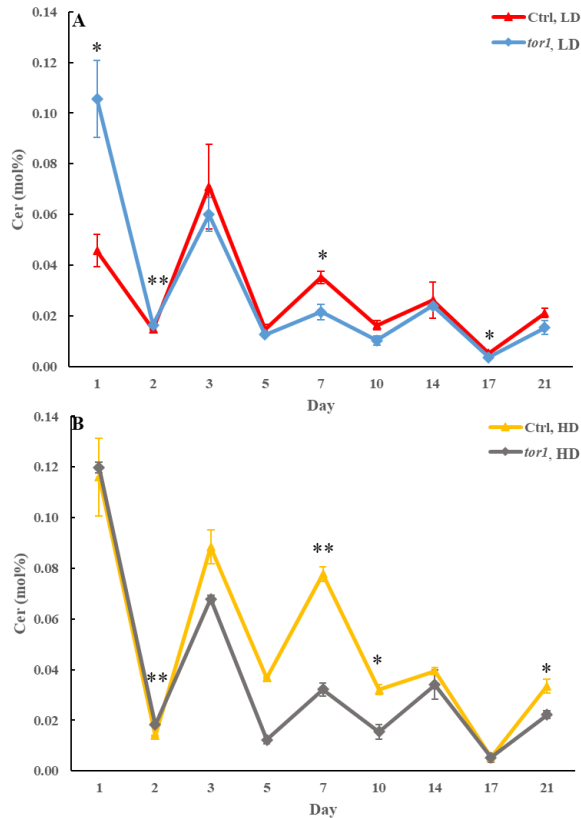 A
Ctrl, LD
tor1, LD
Cer (mol%)
0.14
0.12
0.10
0.08
0.06
0.04
0.02
0.00
*
**
*
*
1 2 3 5 7 10 14 17 21
Day
B
Ctrl, HD
tor1, HD
Cer (mol%)
0.14
0.12
0.10
0.08
0.06
0.04
0.02
0.00
**
**
*
*
1 2 3 5 7 10 14 17 21
Day